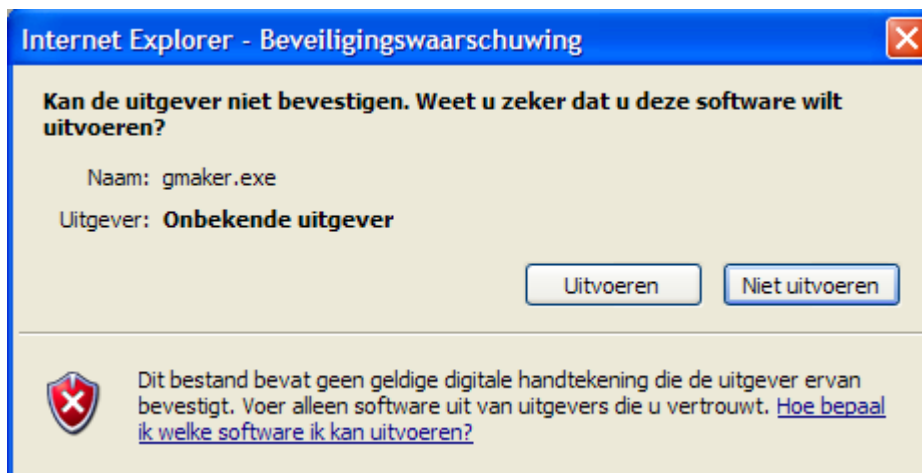 Internet Explorer - Beveiligingswaarschuwing
Kan de uitgever niet bevestigen. Weet u zeker dat u deze software wilt
uitvoeren?
Naam: gmaker.exe
Uitgever: Onbekende uitgever
Uitvoeren Niet uitvoeren
Dit bestand bevat geen geldige digitale handtekening die de uitgever ervan
bevestigt. Voer alleen software uit van uitgevers die u vertrouwt. Hoe bepaal
ik welke software ik kan uitvoeren?